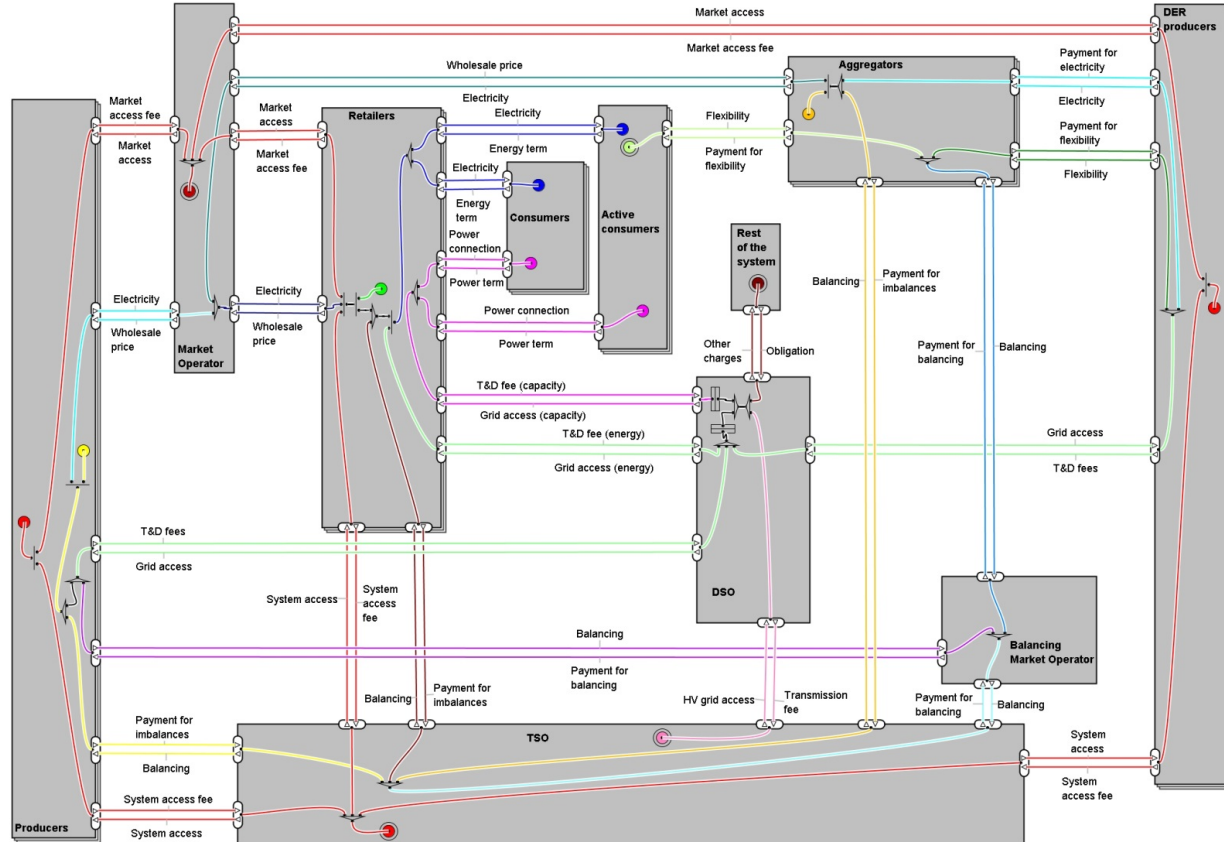 Market access
DER
producers
Market access fee
Wholesale price
Aggregators
Payment for
electricity
Electricity
Electricity
Market
access fee
Market
access
Market
access
Market
access fee
Retailers
Electricity
Energy term
Flexibility
Payment for
flexibility
Payment for
flexibility
Flexibility
Electricity
Energy
term
Consumers
Active
consumers
Power
connection
Power term
Rest
of the
system
Balancing
Payment for
imbalances
Electricity
Wholesale
price
Market
Operator
Electricity
Wholesale
price
Power connection
Power term
Other
charges
Obligation
Payment for
balancing
Balancing
T&D fee (capacity)
Grid access (capacity)
T&D fee (energy)
Grid access (energy)
Grid access
T&D fees
T&D fees
Grid access
System access
System
access
fee
DSO
Balancing
Payment for
balancing
Balancing
Market Operator
Balancing
Payment for
imbalances
HV grid access
Transmission
fee
Payment for
balancing
Balancing
Payment for
imbalances
Balancing
TSO
System
access
System
access fee
System access fee
System access
Producers